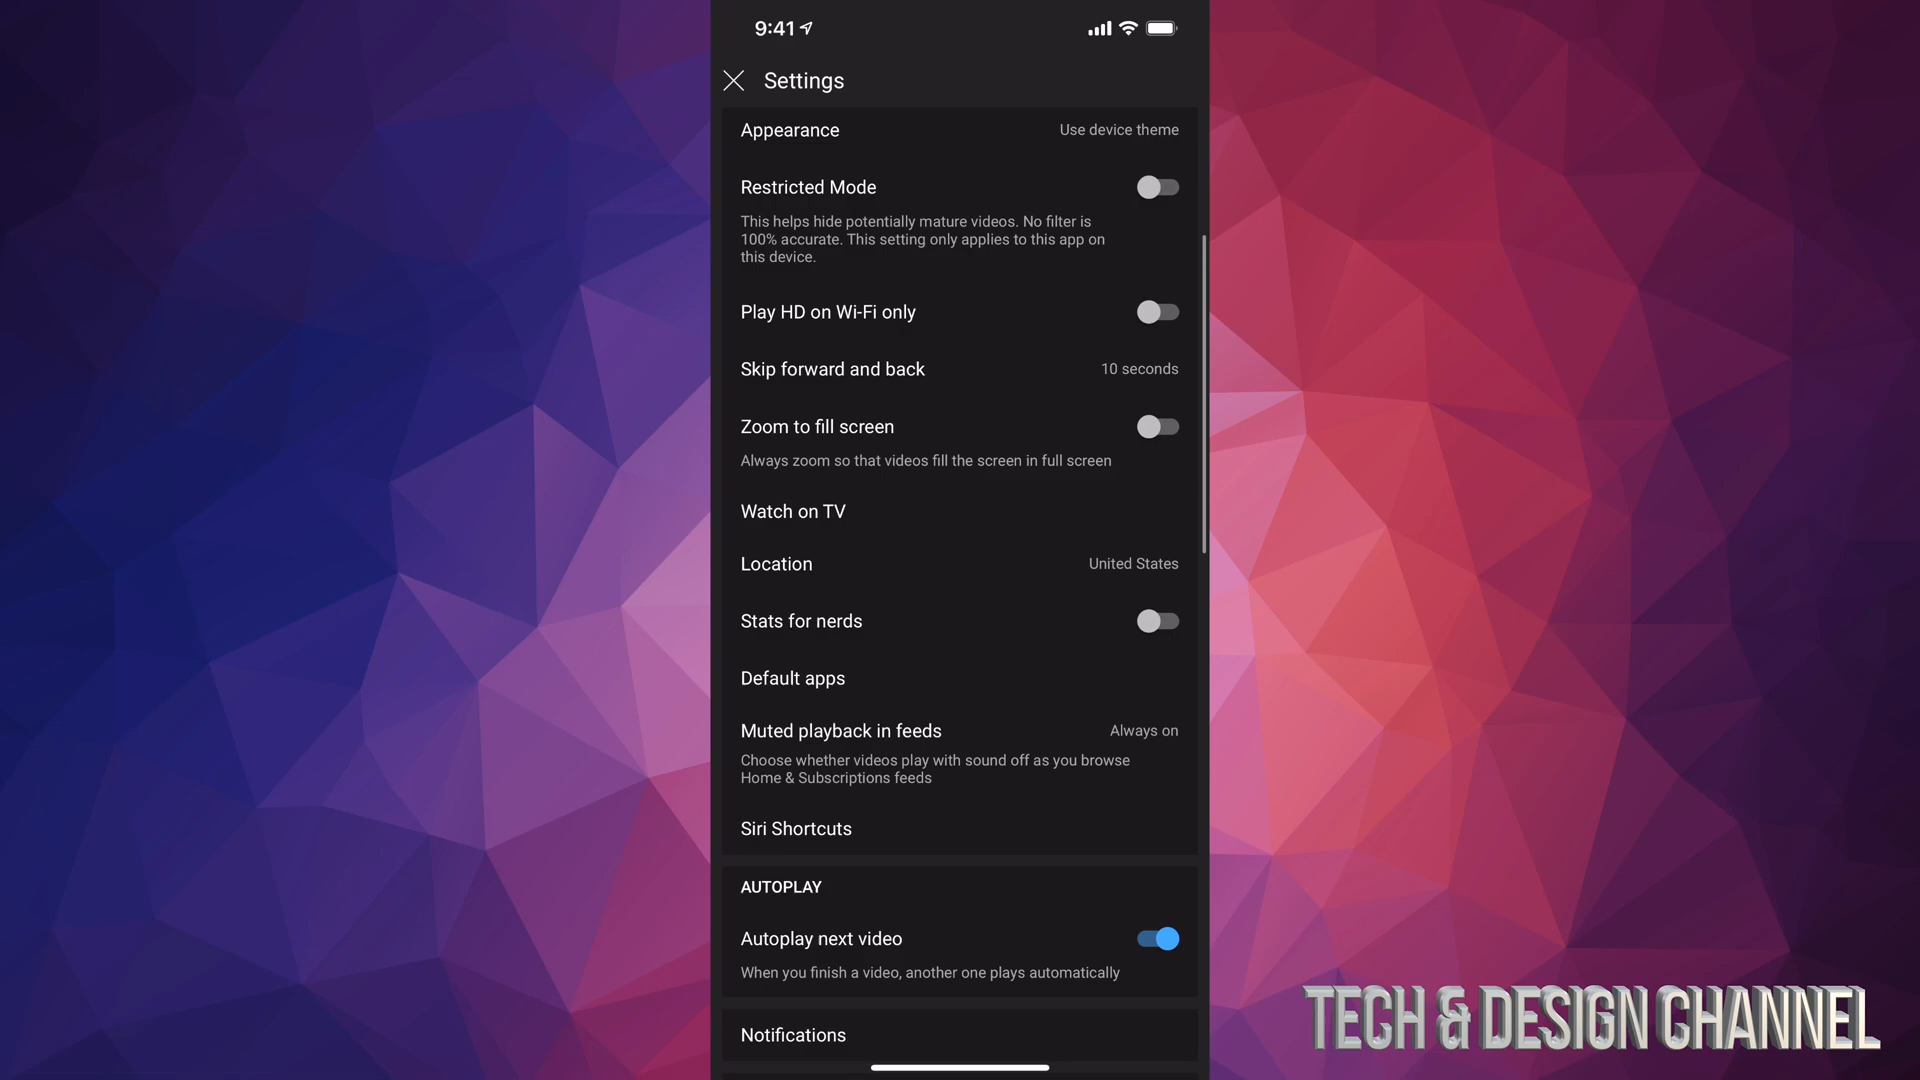 9:41
Settings
Appearance
Use device theme
Restricted Mode
This helps hide potentially mature videos. No filter is
100% accurate. This setting only applies to this app on
this device.
Play HD on Wi-Fi only
Skip forward and back
10 seconds
Zoom to fill screen
Always zoom so that videos fill the screen in full screen
Watch on TV
Location
United States
Stats for nerds
Default apps
Muted playback in feeds
Always on
Choose whether videos play with sound off as you browse
Home & Subscriptions feeds
Siri Shortcuts
AUTOPLAY
Autoplay next video
When you finish a video, another one plays automatically
Notifications
TECH & DESIGN CHANNEL